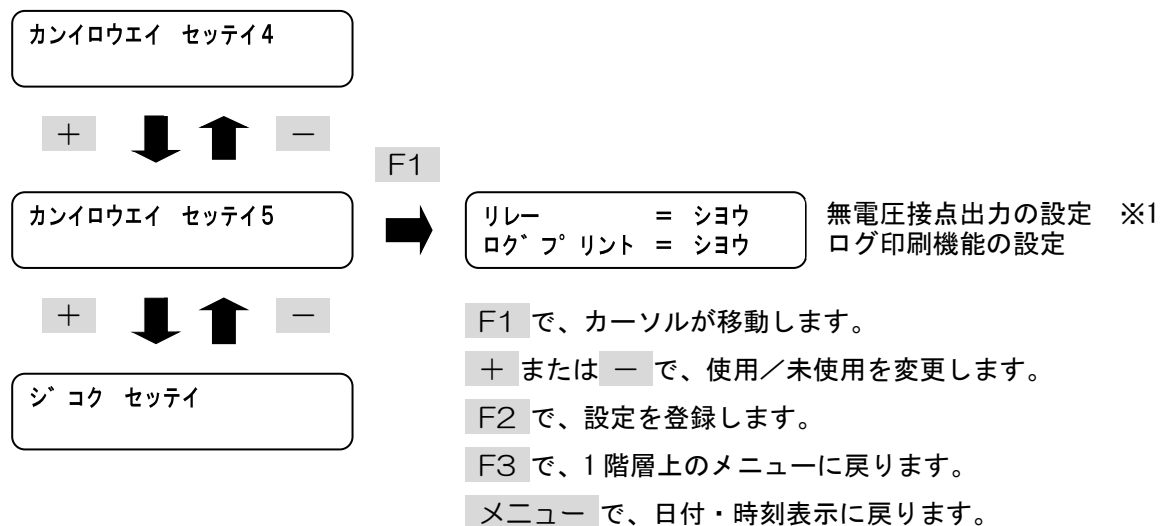 カンイロウエイ　セッテイ4
＋　－
F1
カンイロウエイ　セッテイ5
リレー　　　　＝　ショウ　無電圧接点出力の設定　※1
ログﾞプﾟリント　＝　ショウ　ログ印刷機能の設定
＋　－
F1 で、カーソルが移動します。
＋ または － で、使用／未使用を変更します。
ジﾞコク　セッテイ
F2 で、設定を登録します。
F3 で、1階層上のメニューに戻ります。
メニュー で、日付・時刻表示に戻ります。